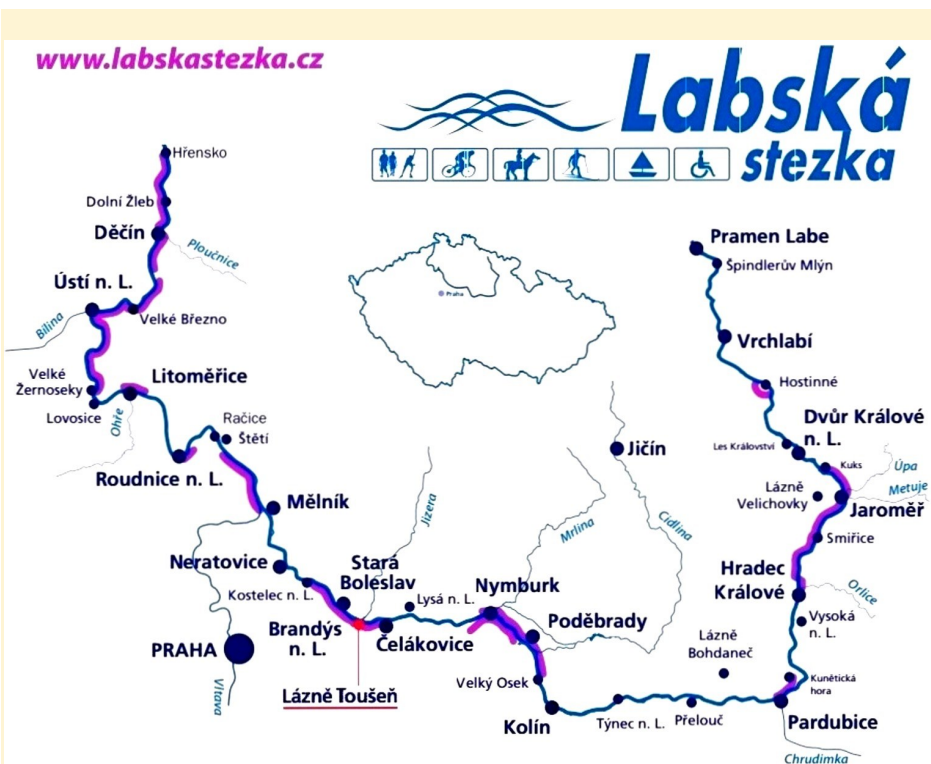 www.labskastezka.cz
Labská
stezka
Hřensko
Dolní Žleb
Děčín
Ploučnice
Ústí n. L.
Bílina
Velké Březno
Velké
Žernoseky
Litoměřice
Lovosice
Ohře
Račice
Štětí
Roudnice n. L.
Mělník
Neratovice
Kostelec n. L.
Stará
Boleslav
Brandýs
n. L.
Lázně Toušeň
PRAHA
Vltava
Čelákovice
Lysá n. L.
Jizera
Praha
Nymburk
Mrlina
Cidlina
Jičín
Poděbrady
Velký Osek
Kolín
Týnec n. L.
Přelouč
Lázně
Bohdaneč
Pardubice
Chrudimka
Kunětická
hora
Vysoká
n. L.
Orlice
Hradec
Králové
Smiřice
Jaroměř
Metuje
Úpa
Lázně
Velichovky
Kuks
Les Království
Dvůr Králové
n. L.
Hostinné
Vrchlabí
Špindlerův Mlýn
Pramen Labe